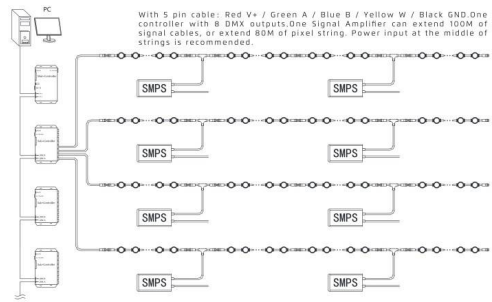 PC
With 5 pin cable: Red V+ / Green A / Blue B / Yellow W / Black GND.One
controller with 8 DMX outputs.One Signal Amplifier can extend 100M of
signal cables, or extend 80M of pixel string. Power input at the middle of
strings is recommended.
SMPS
SMPS
SMPS
SMPS
SMPS
SMPS
SMPS
SMPS